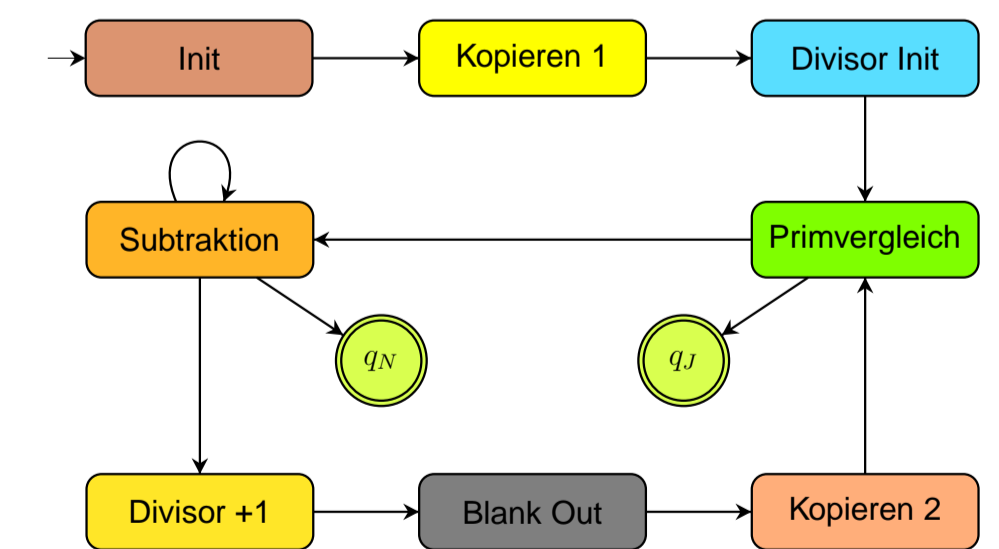 Init
Kopieren 1
Divisor Init
Subtraktion
Primvergleich
q_N
q_J
Divisor +1
Blank Out
Kopieren 2